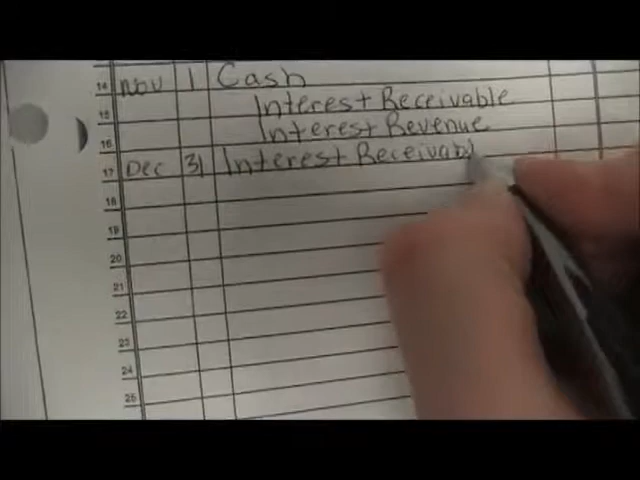 14 Nov 1 Cash
15 Interest Receivable
16 Interest Revenue
17 Dec 31 Interest Receivabl
18
19
20
21
22
23
24
25